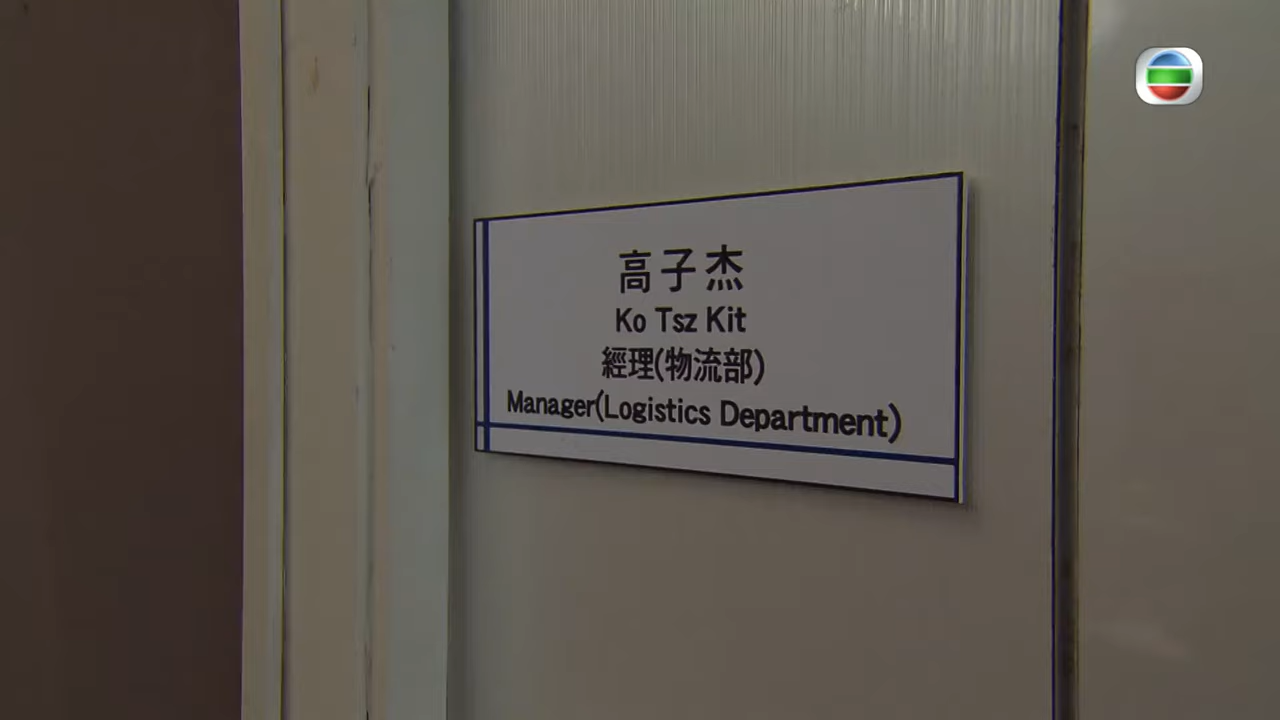 高子杰
Ko Tsz Kit
經理(物流部)
Manager(Logistics Department)